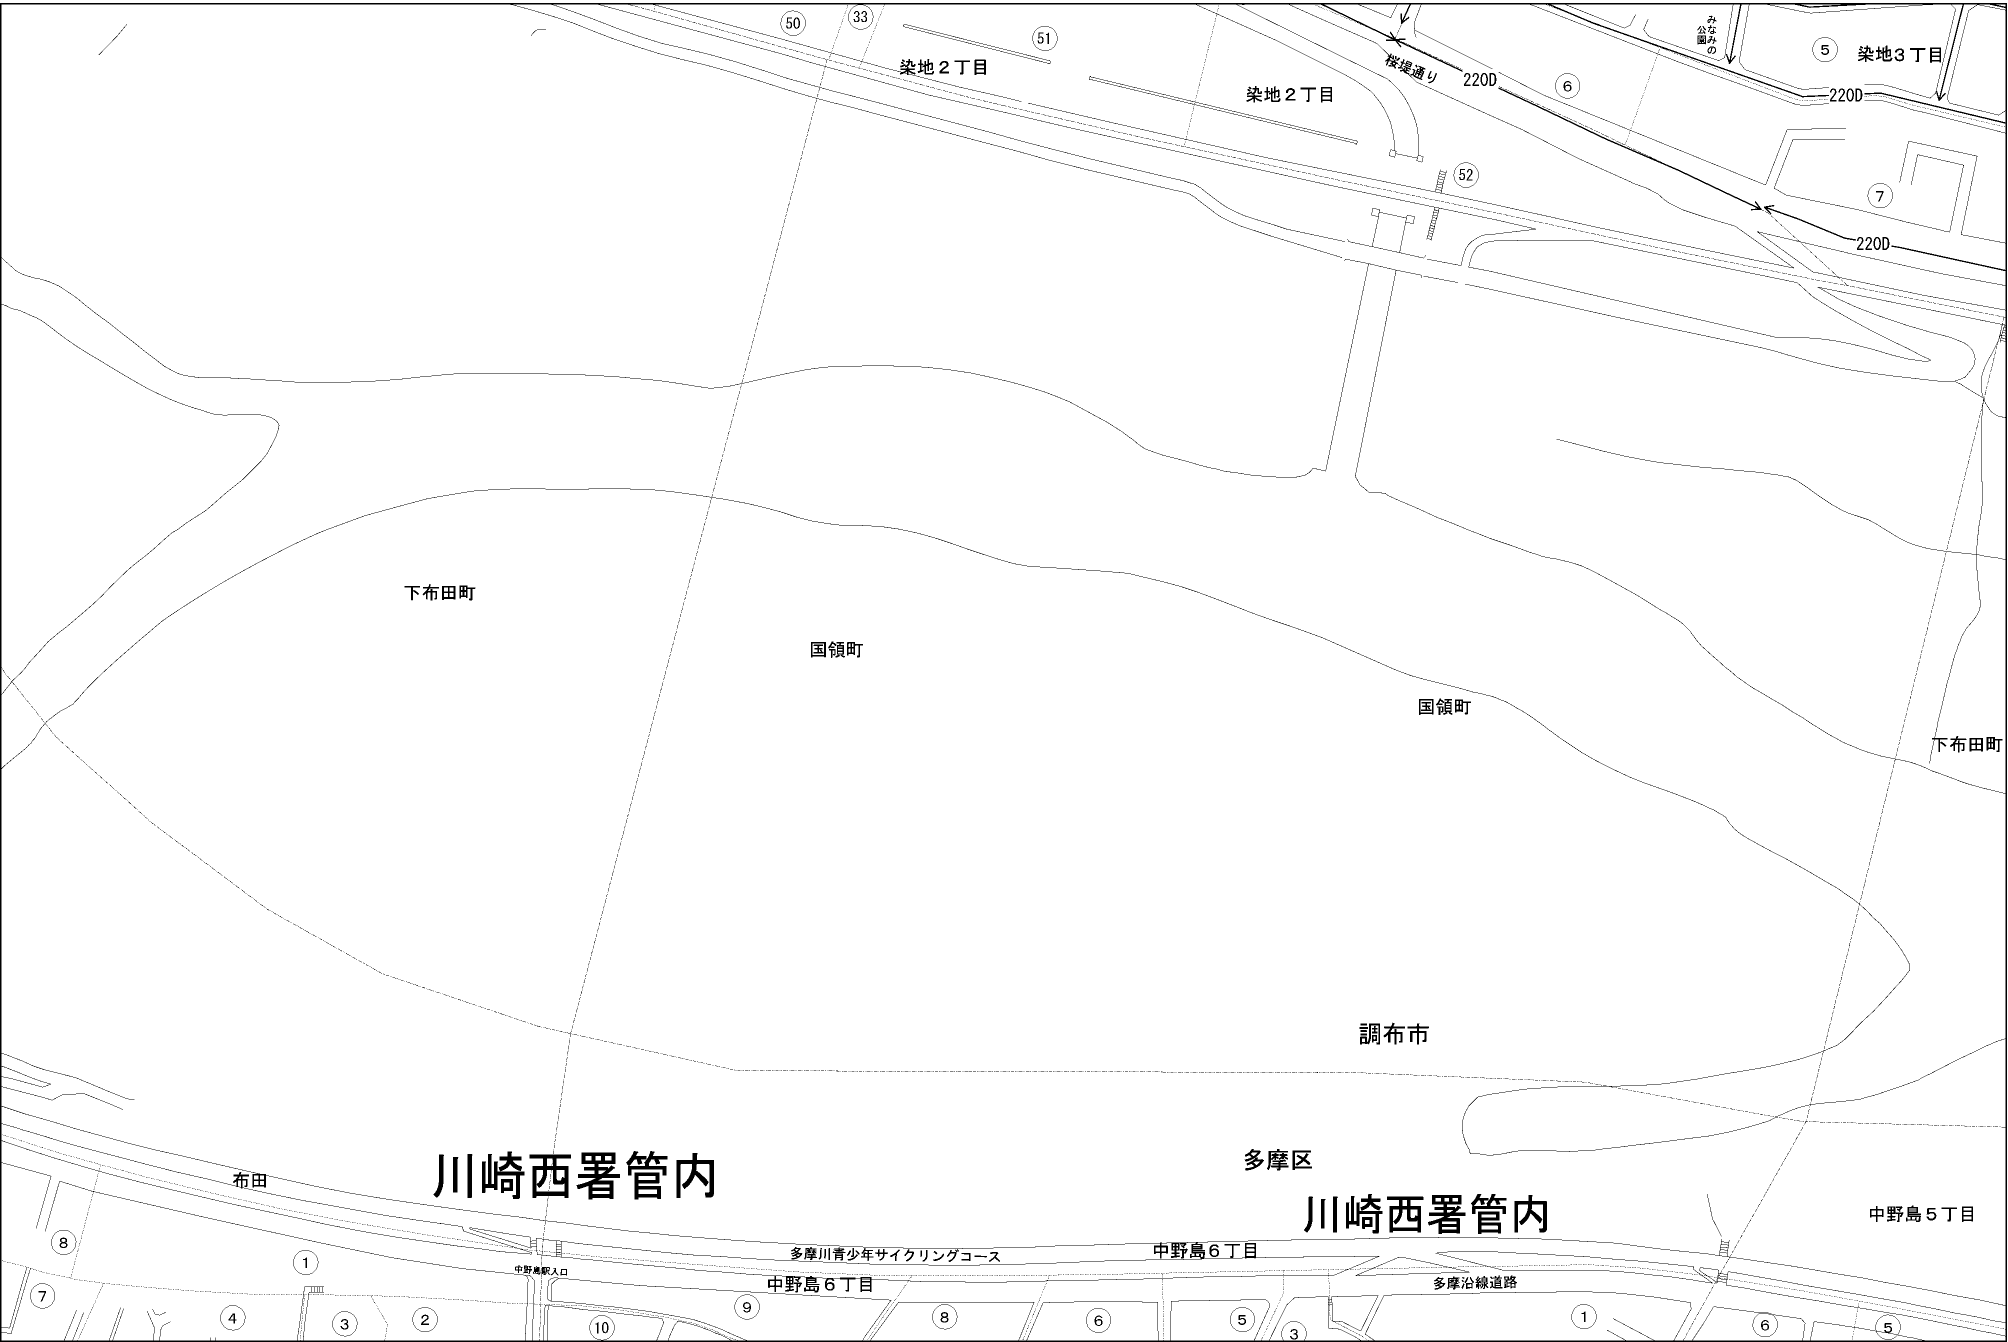 50
33
51
みなみの
公園
5
染地3丁目
染地2丁目
桜堤通り
220D
6
220D
染地2丁目
52
7
220D
下布田町
国領町
国領町
下布田町
調布市
多摩区
川崎西署管内
布田
川崎西署管内
中野島5丁目
8
1
多摩川青少年サイクリングコース
中野島6丁目
中野島駅入口
中野島6丁目
多摩沿線道路
7
4
3
2
10
9
8
6
5
3
1
6
5